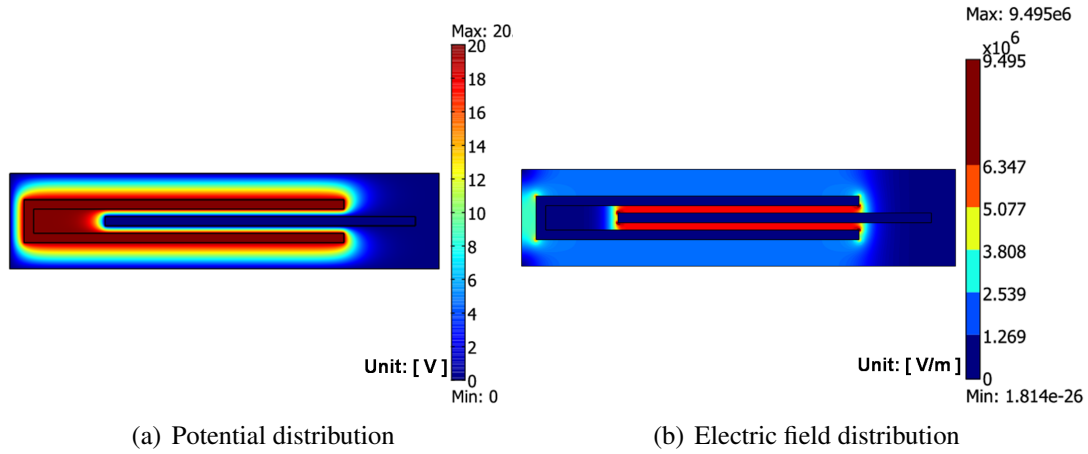 Max: 20.
20
18
16
14
12
10
8
6
4
2
0
Unit: [ V ]
Min: 0
Max: 9.495e6
x10^6
9.495
6.347
5.077
3.808
2.539
1.269
0
Unit: [ V/m ]
Min: 1.814e-26
(a) Potential distribution
(b) Electric field distribution